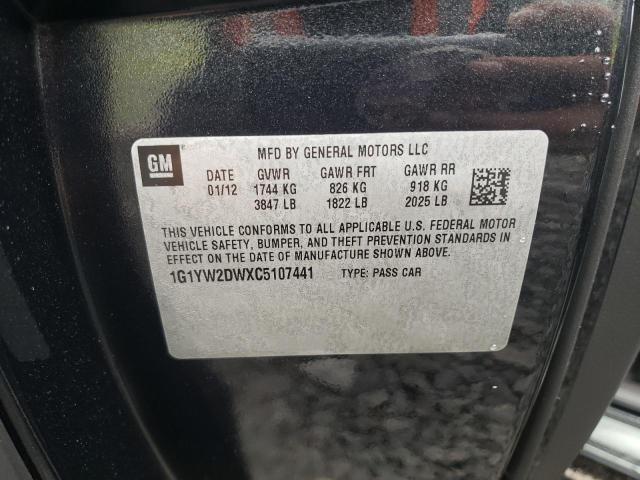 GM
MFD BY GENERAL MOTORS LLC
DATE GVWR GAWR FRT GAWR RR
01/12 1744 KG 826 KG 918 KG
3847 LB 1822 LB 2025 LB
THIS VEHICLE CONFORMS TO ALL APPLICABLE U.S. FEDERAL MOTOR
VEHICLE SAFETY, BUMPER, AND THEFT PREVENTION STANDARDS IN
EFFECT ON THE DATE OF MANUFACTURE SHOWN ABOVE.
1G1YW2DWXC5107441 TYPE: PASS CAR